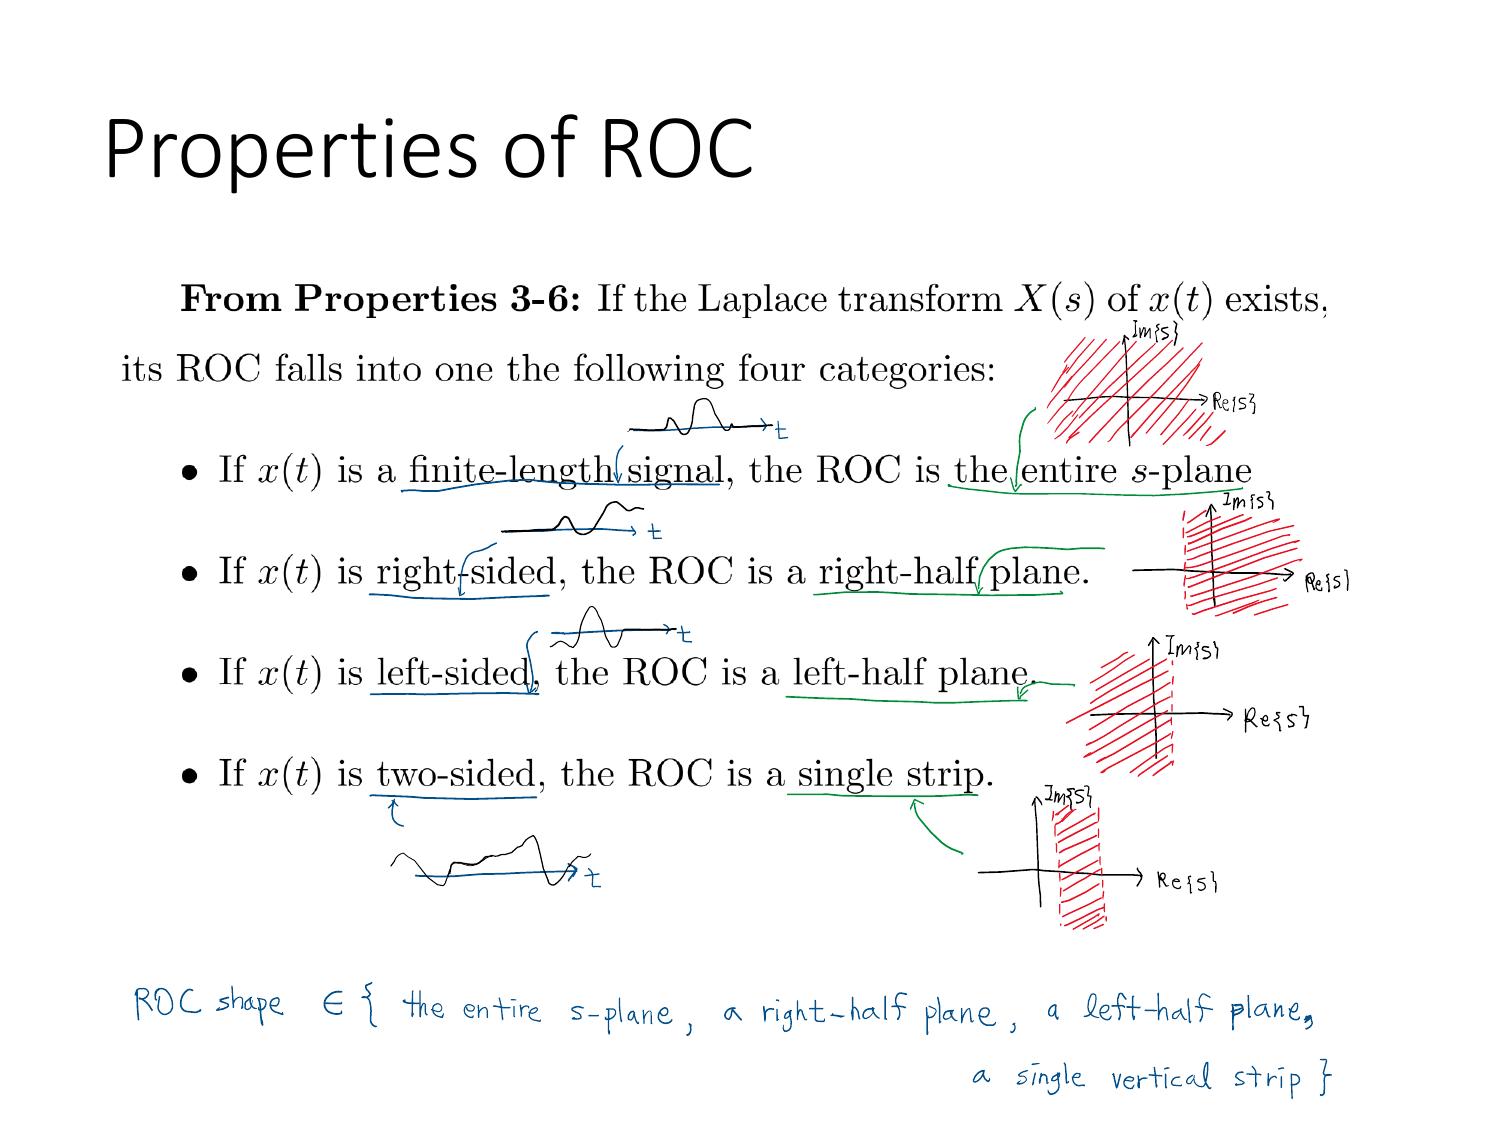 Properties of ROC
From Properties 3-6: If the Laplace transform X(s) of x(t) exists,
Im{s}
its ROC falls into one the following four categories:
Re{s}
t
• If x(t) is a finite-length signal, the ROC is the entire s-plane
Im{s}
t
• If x(t) is right-sided, the ROC is a right-half plane.
Re{s}
t
Im{s}
• If x(t) is left-sided, the ROC is a left-half plane.
Re{s}
• If x(t) is two-sided, the ROC is a single strip.
Im{s}
t
Re{s}
ROC shape ∈ { the entire s-plane, a right-half plane, a left-half plane,
a single vertical strip }